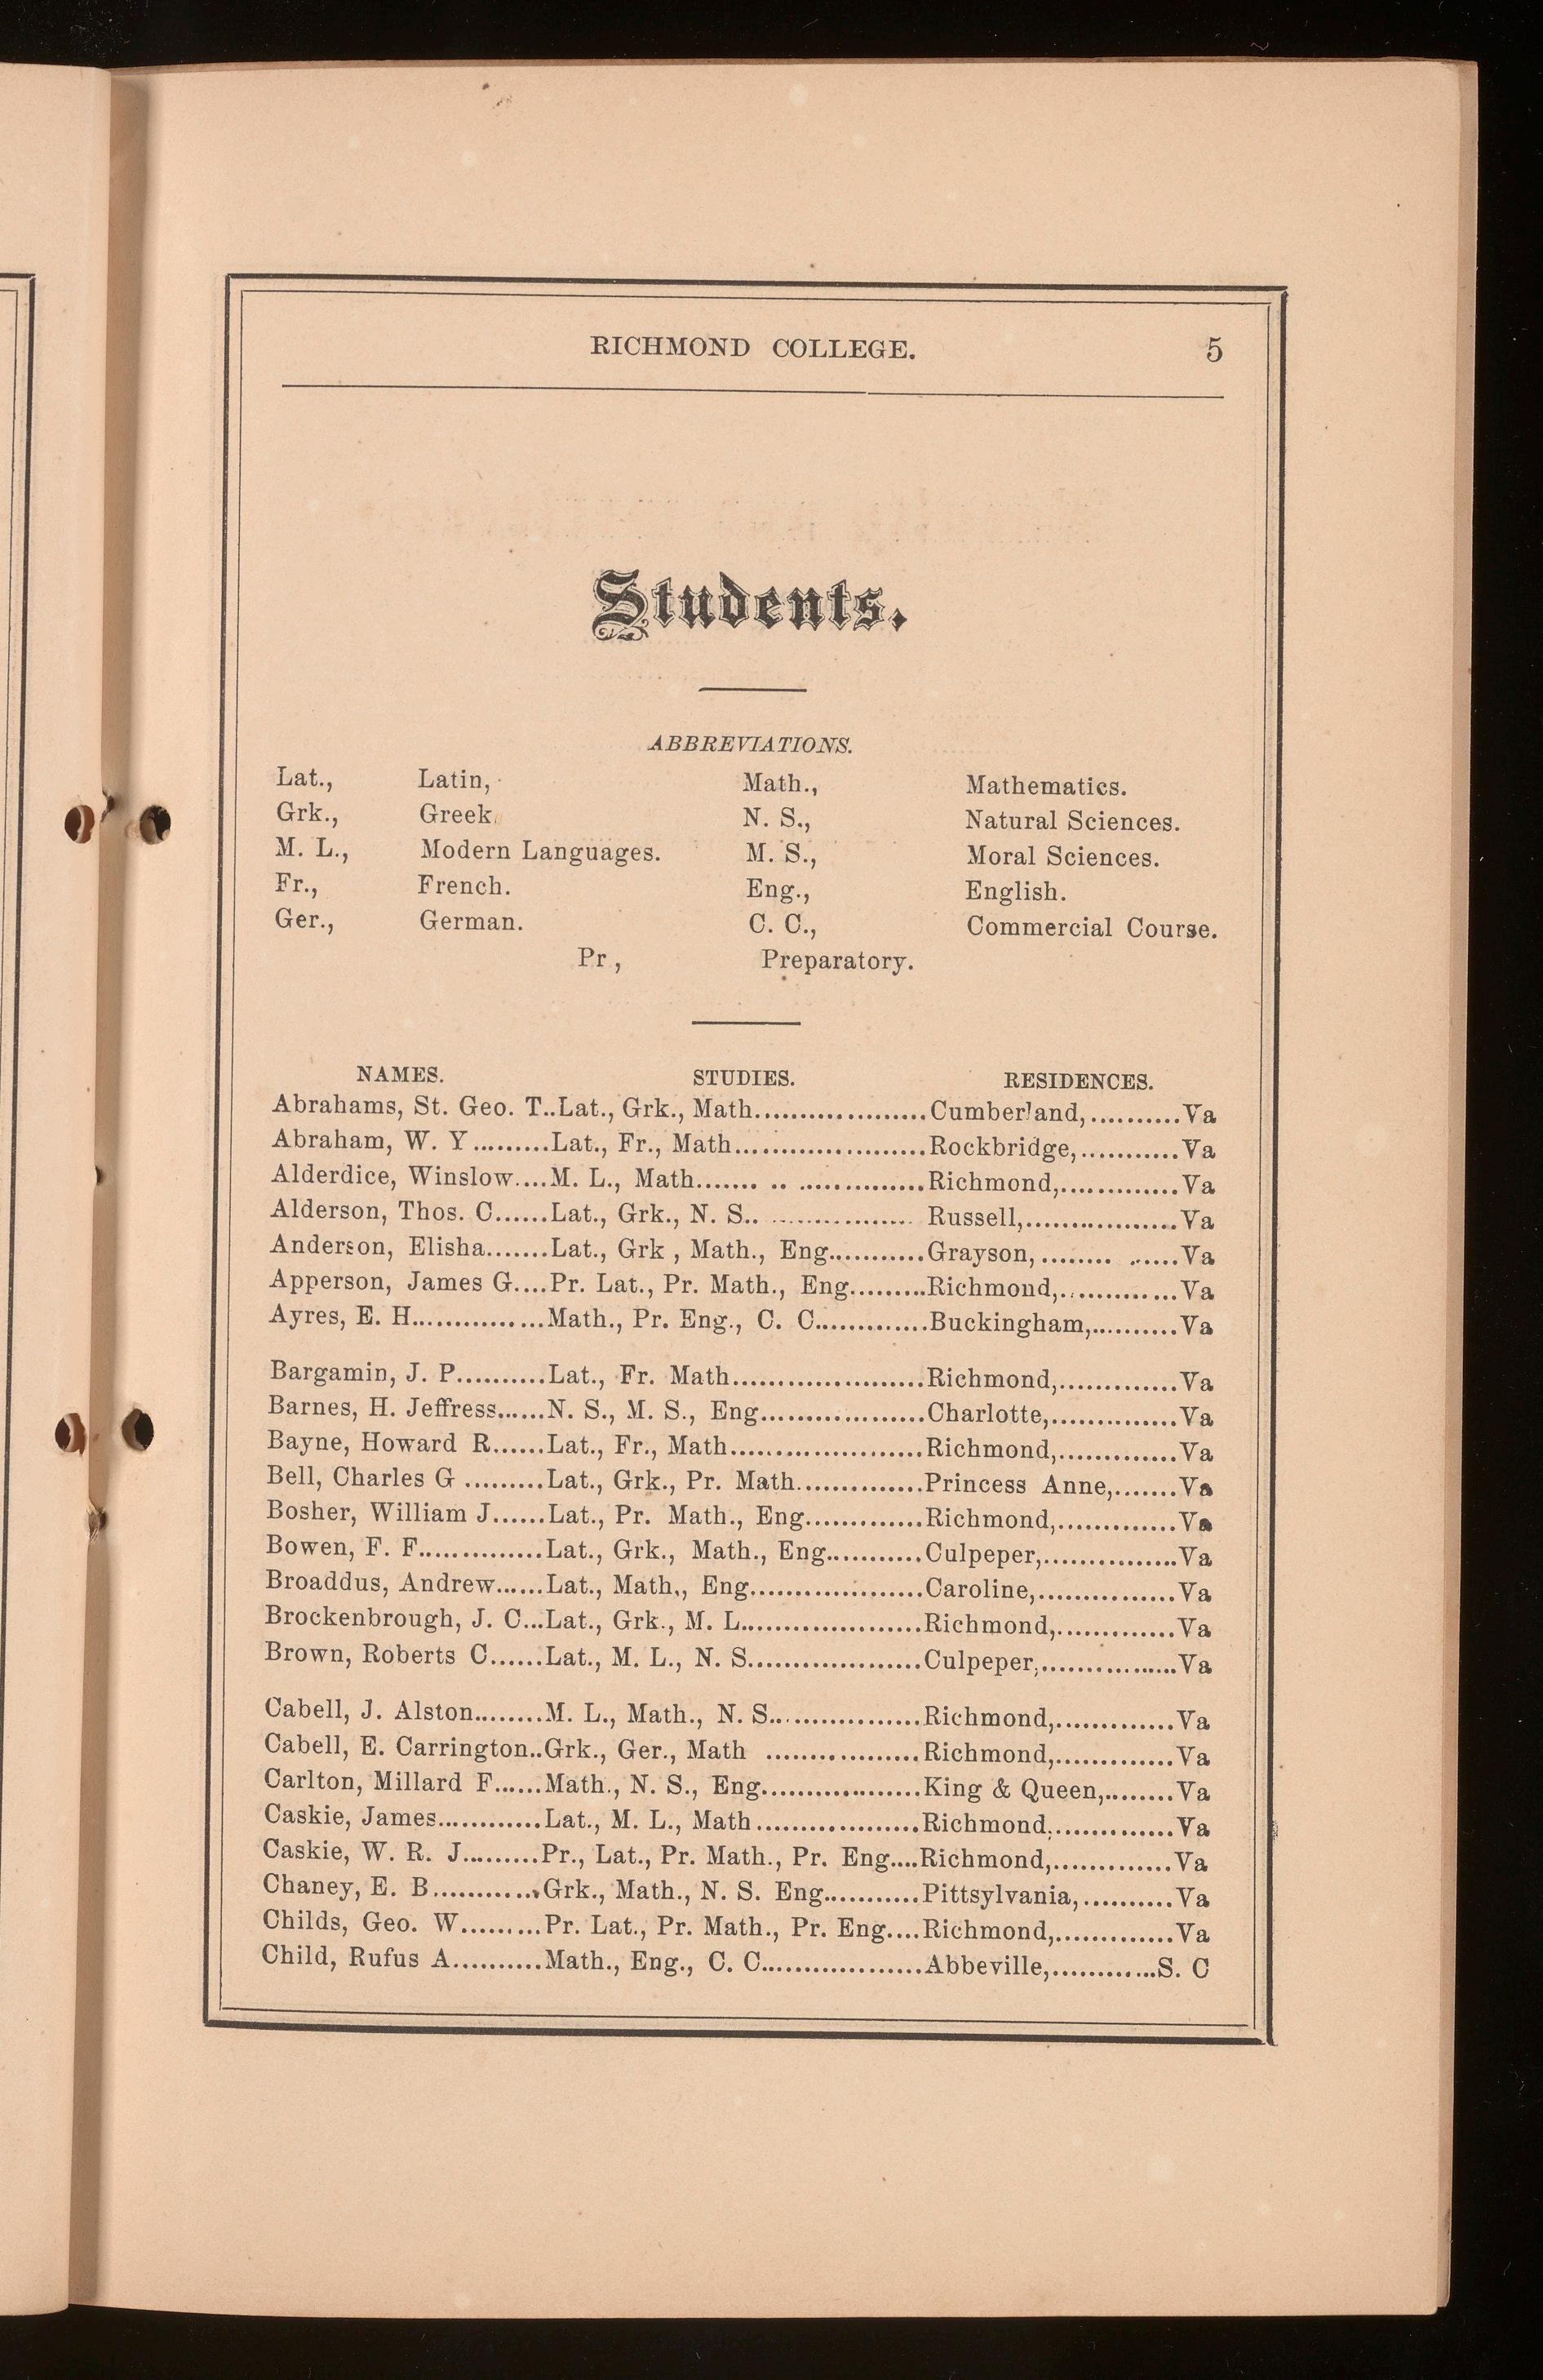 RICHMOND COLLEGE. 5
Students.
ABBREVIATIONS.
Lat., Latin, Math., Mathematics.
Grk., Greek. N. S., Natural Sciences.
M. L., Modern Languages. M. S., Moral Sciences.
Fr., French. Eng., English.
Ger., German. C. C., Commercial Course.
Pr, Preparatory.
NAMES. STUDIES. RESIDENCES.
Abrahams, St. Geo. T..Lat., Grk., Math...................Cumberland,..........Va
Abraham, W. Y.........Lat., Fr., Math.....................Rockbridge,...........Va
Alderdice, Winslow....M. L., Math....... .. ..............Richmond,.............Va
Alderson, Thos. C......Lat., Grk., N. S.. ................ Russell,.................Va
Anderson, Elisha.......Lat., Grk, Math., Eng...........Grayson,........ ......Va
Apperson, James G....Pr. Lat., Pr. Math., Eng.........Richmond,.............Va
Ayres, E. H...............Math., Pr. Eng., C. C.............Buckingham,..........Va
Bargamin, J. P..........Lat., Fr. Math.....................Richmond,.............Va
Barnes, H. Jeffress......N. S., M. S., Eng..................Charlotte,..............Va
Bayne, Howard R......Lat., Fr., Math.....................Richmond,.............Va
Bell, Charles G.........Lat., Grk., Pr. Math..............Princess Anne,.......Va
Bosher, William J......Lat., Pr. Math., Eng.............Richmond,.............Va
Bowen, F. F..............Lat., Grk., Math., Eng...........Culpeper,...............Va
Broaddus, Andrew......Lat., Math., Eng...................Caroline,...............Va
Brockenbrough, J. C...Lat., Grk., M. L....................Richmond,.............Va
Brown, Roberts C......Lat., M. L., N. S...................Culpeper,...............Va
Cabell, J. Alston........M. L., Math., N. S.................Richmond,.............Va
Cabell, E. Carrington..Grk., Ger., Math .................Richmond,.............Va
Carlton, Millard F......Math., N. S., Eng..................King & Queen,........Va
Caskie, James............Lat., M. L., Math..................Richmond,.............Va
Caskie, W. R. J.........Pr., Lat., Pr. Math., Pr. Eng....Richmond,.............Va
Chaney, E. B............Grk., Math., N. S. Eng...........Pittsylvania,..........Va
Childs, Geo. W.........Pr. Lat., Pr. Math., Pr. Eng....Richmond,.............Va
Child, Rufus A..........Math., Eng., C. C..................Abbeville,............S. C